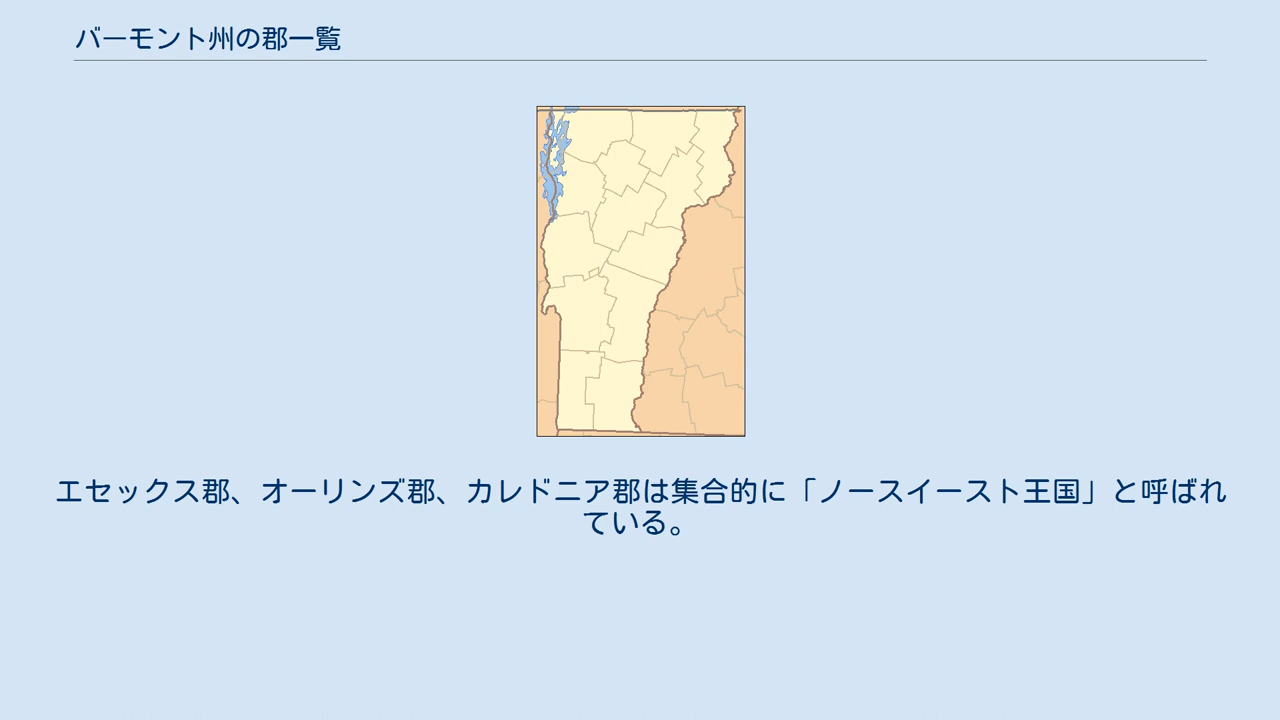 バーモント州の郡一覧
エセックス郡、オーリンズ郡、カレドニア郡は集合的に「ノースイースト王国」と呼ばれ
ている。